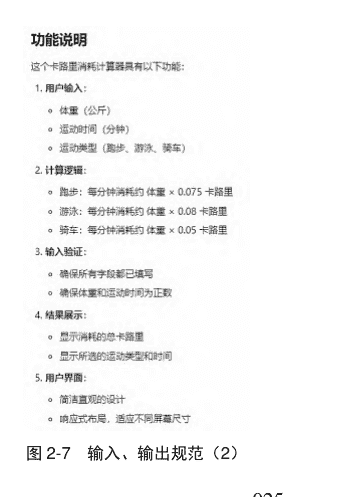 功能说明
这个卡路里消耗计算器具有以下功能：
1. 用户输入：
○ 体重（公斤）
○ 运动时间（分钟）
○ 运动类型（跑步、游泳、骑车）
2. 计算逻辑：
○ 跑步：每分钟消耗约 体重 × 0.075 卡路里
○ 游泳：每分钟消耗约 体重 × 0.08 卡路里
○ 骑车：每分钟消耗约 体重 × 0.05 卡路里
3. 输入验证：
○ 确保所有字段都已填写
○ 确保体重和运动时间为正数
4. 结果展示：
○ 显示消耗的总卡路里
○ 显示所选的运动类型和时间
5. 用户界面：
○ 简洁直观的设计
○ 响应式布局，适应不同屏幕尺寸
图 2-7 输入、输出规范（2）